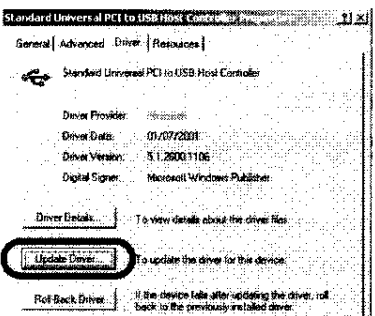 Standard Universal PCI to USB Host Controller Properties ? X
General Advanced Driver Resources
Standard Universal PCI to USB Host Controller
Driver Provider:
Driver Date: 01/07/2001
Driver Version: 5.1.2600.1106
Digital Signer: Microsoft Windows Publisher
Driver Details... To view details about the driver files.
Update Driver... To update the driver for this device.
Roll Back Driver If the device fails after updating the driver, roll
back to the previously installed driver.